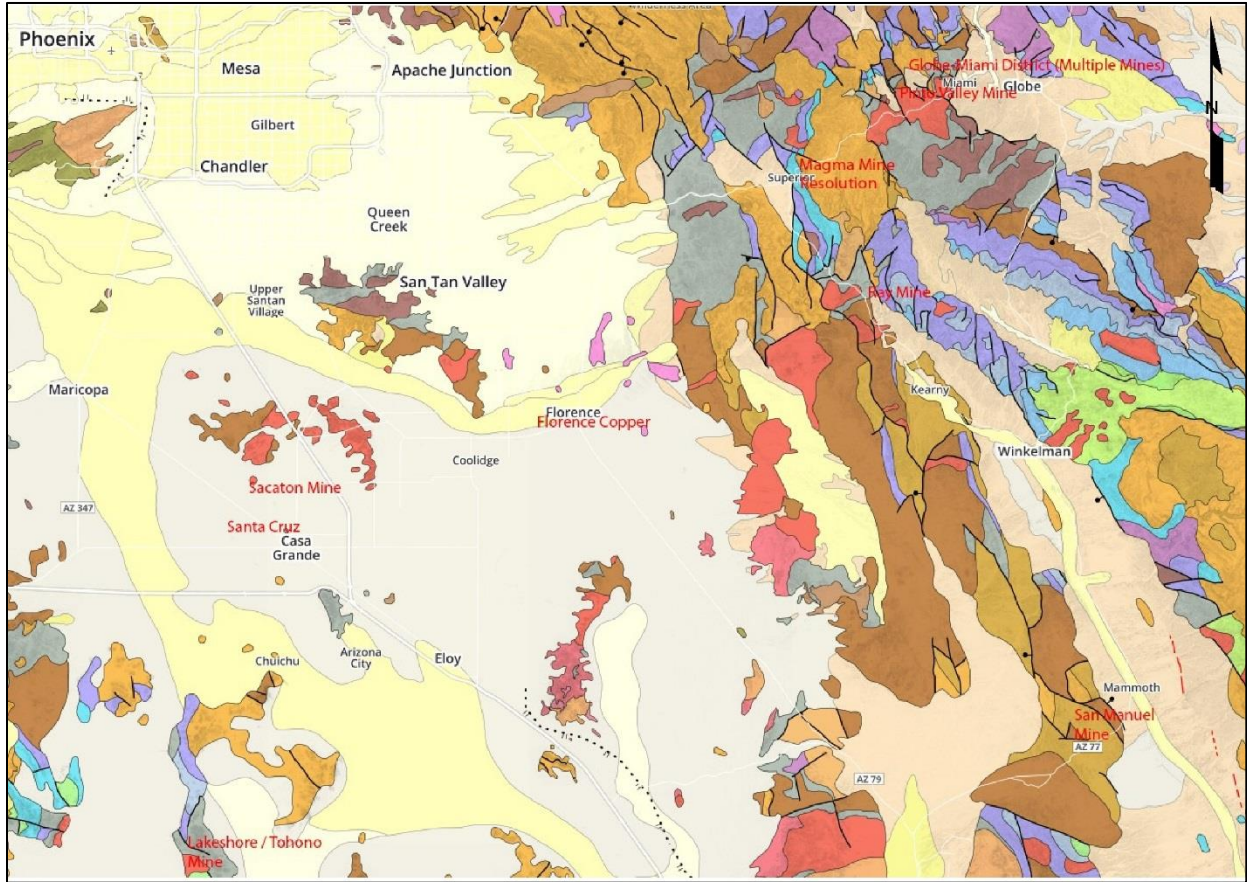 Wilderness Area
Phoenix
Mesa
Apache Junction
Globe-Miami District (Multiple Mines)
Miami
Globe
Pinto Valley Mine
N
Gilbert
Chandler
Magma Mine
Superior
Resolution
Queen
Creek
San Tan Valley
Upper
Santan
Village
Ray Mine
Maricopa
Kearny
Florence
Florence Copper
Coolidge
Winkelman
Sacaton Mine
AZ 347
Santa Cruz
Casa
Grande
Arizona
City
Eloy
Chuichu
Mammoth
San Manuel
Mine
AZ 77
AZ 79
Lakeshore / Tohono
Mine